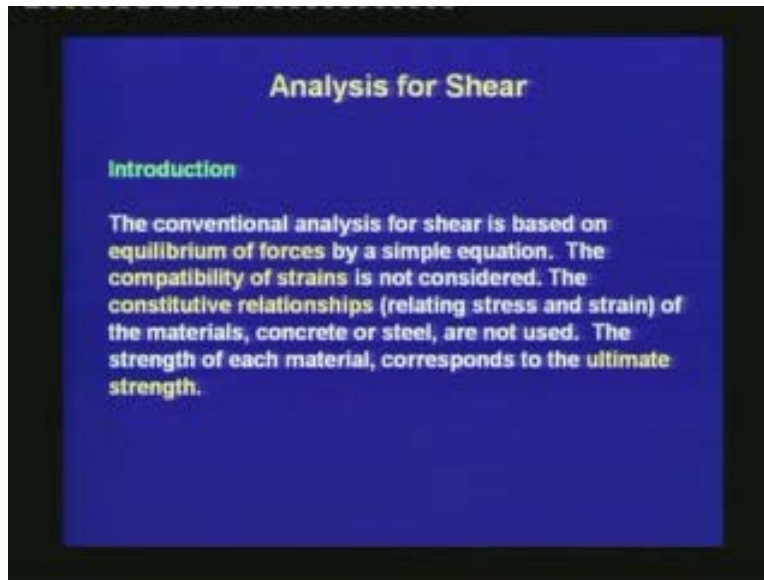 Analysis for Shear
Introduction
The conventional analysis for shear is based on
equilibrium of forces by a simple equation. The
compatibility of strains is not considered. The
constitutive relationships (relating stress and strain) of
the materials, concrete or steel, are not used. The
strength of each material, corresponds to the ultimate
strength.